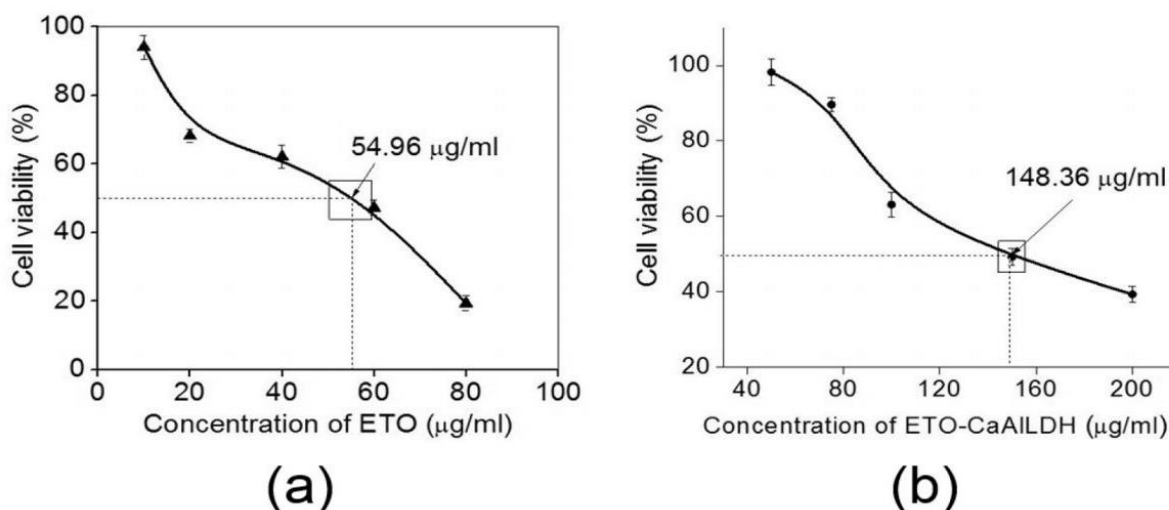 100
80
60
40
20
0
Cell viability (%)
54.96 μg/ml
0 20 40 60 80 100
Concentration of ETO (μg/ml)
(a)
100
80
60
40
20
Cell viability (%)
148.36 μg/ml
40 80 120 160 200
Concentration of ETO-CaAlLDH (μg/ml)
(b)